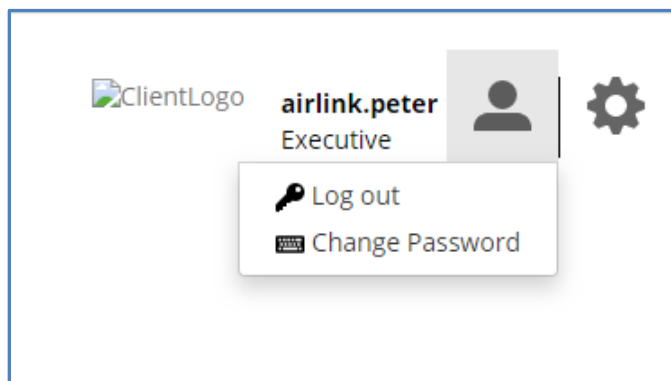 ClientLogo
airlink.peter
Executive
Log out
Change Password